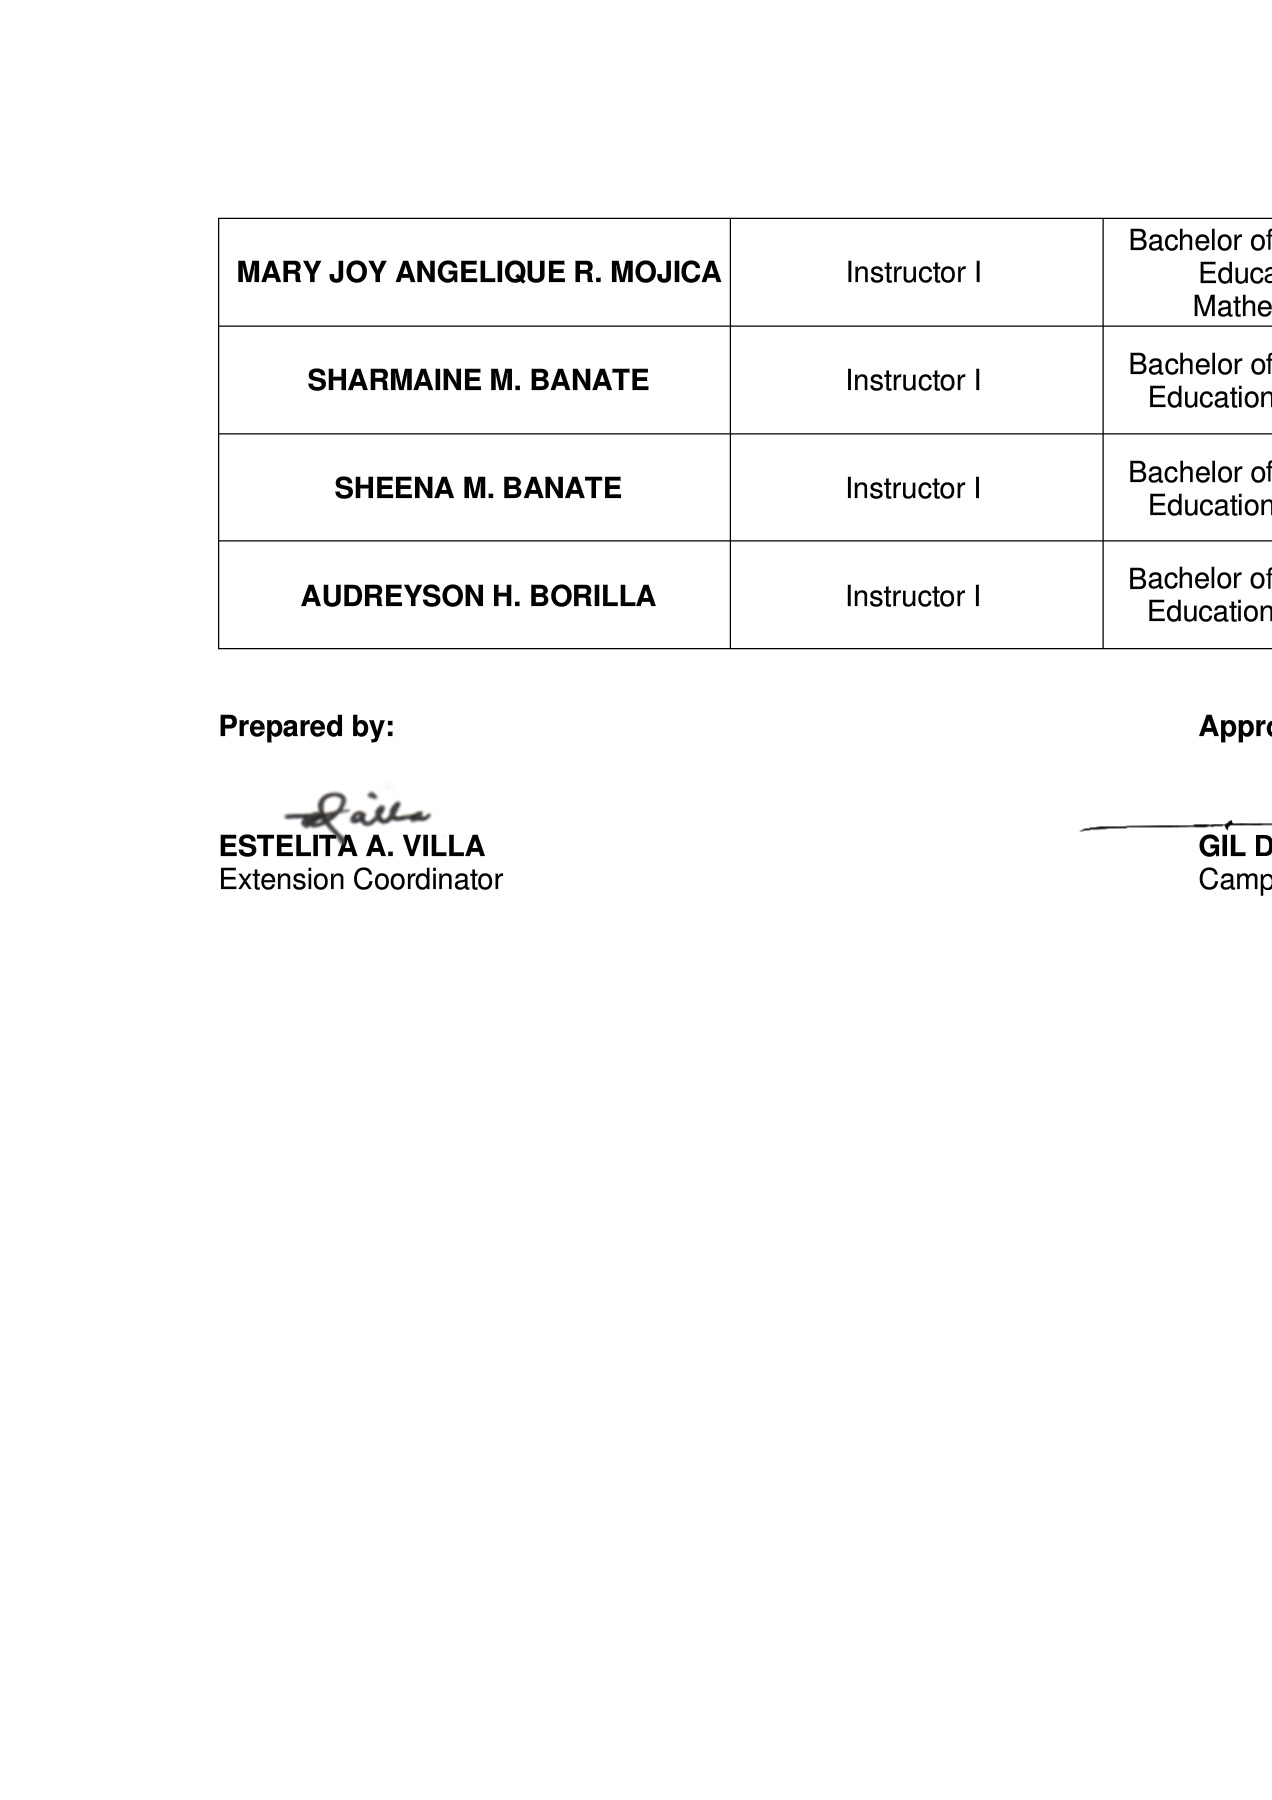 MARY JOY ANGELIQUE R. MOJICA
Instructor I
Bachelor of
Educa
Mathe
SHARMAINE M. BANATE
Instructor I
Bachelor of
Education
SHEENA M. BANATE
Instructor I
Bachelor of
Education
AUDREYSON H. BORILLA
Instructor I
Bachelor of
Education
Prepared by:
Appro
ESTELITA A. VILLA
GIL D
Extension Coordinator
Camp